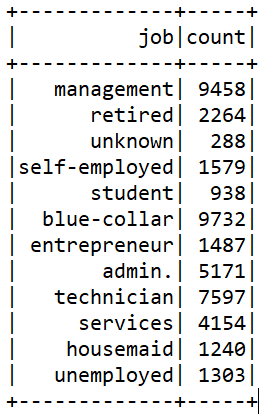 +-------------+-----+
|          job|count|
+-------------+-----+
|   management| 9458|
|      retired| 2264|
|      unknown|  288|
|self-employed| 1579|
|      student|  938|
|  blue-collar| 9732|
| entrepreneur| 1487|
|       admin.| 5171|
|   technician| 7597|
|     services| 4154|
|    housemaid| 1240|
|   unemployed| 1303|
+-------------+-----+